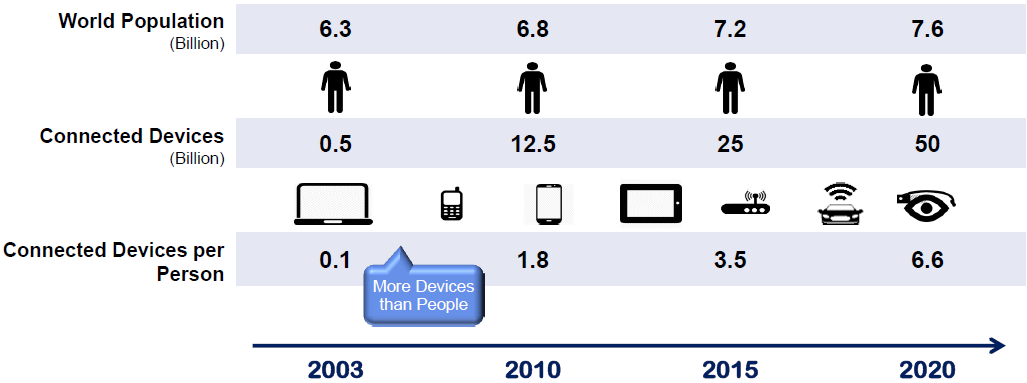 World Population
(Billion)
6.3 6.8 7.2 7.6
Connected Devices
(Billion)
0.5 12.5 25 50
Connected Devices per
Person
0.1 1.8 3.5 6.6
More Devices
than People
2003 2010 2015 2020